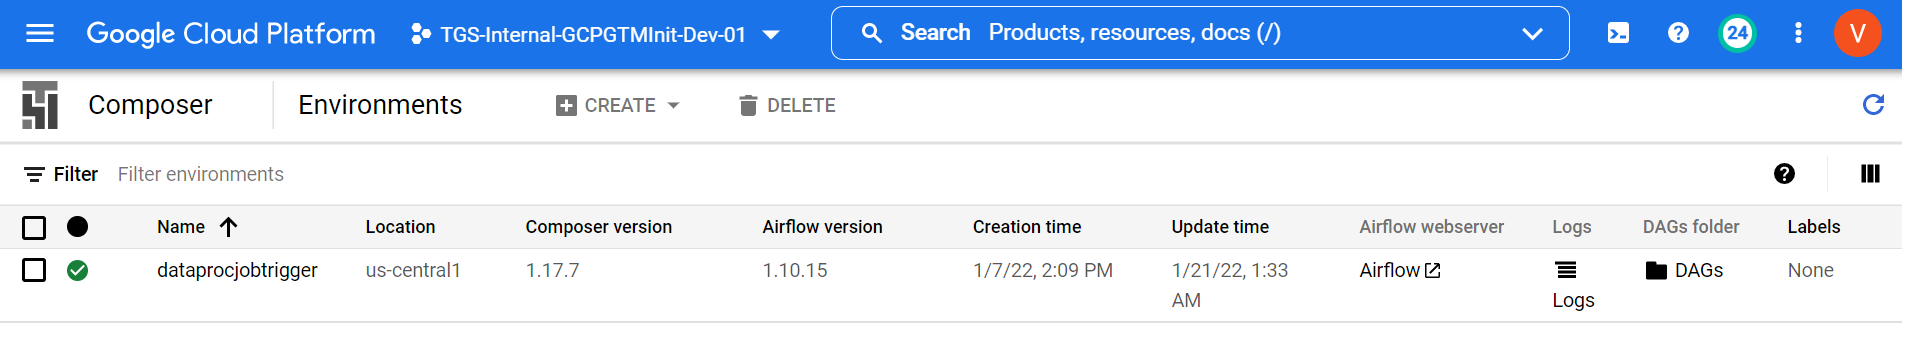 Google Cloud Platform TGS-Internal-GCPGTMInit-Dev-01 Search Products, resources, docs (/) 24 V
Composer Environments CREATE DELETE
Filter Filter environments
Name Location Composer version Airflow version Creation time Update time Airflow webserver Logs DAGs folder Labels
dataprocjobtrigger us-central1 1.17.7 1.10.15 1/7/22, 2:09 PM 1/21/22, 1:33 Airflow DAGs None
AM Logs